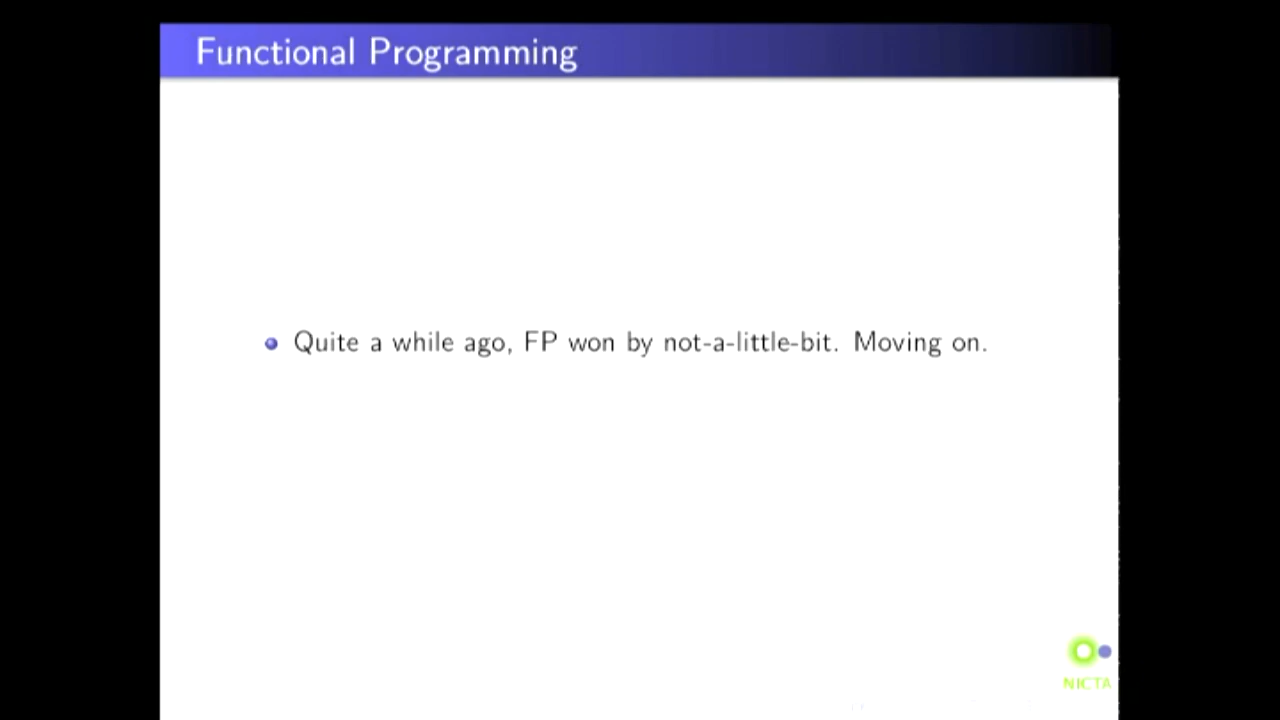 Functional Programming
Quite a while ago, FP won by not-a-little-bit. Moving on.
NICTA